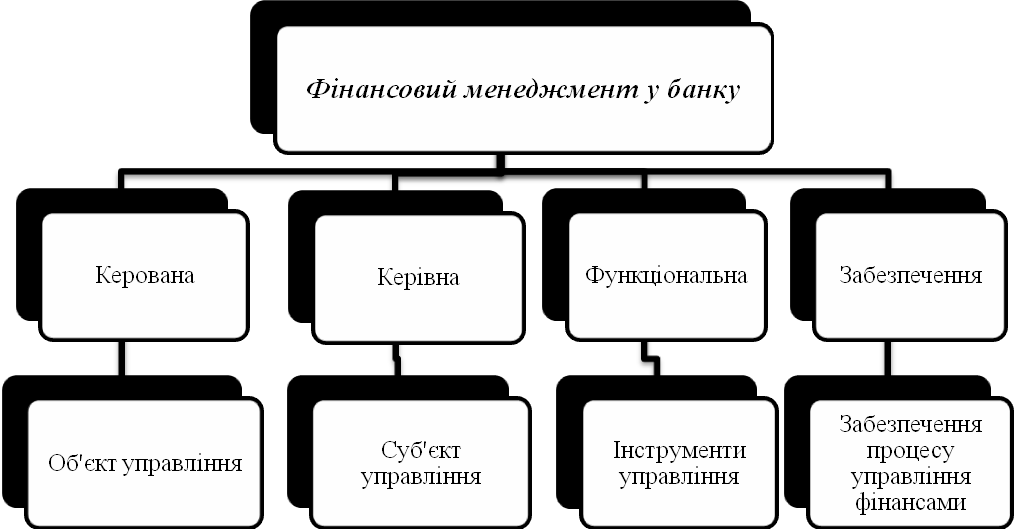 Фінансовий менеджмент у банку
Керована
Керівна
Функціональна
Забезпечення
Об'єкт управління
Суб'єкт
управління
Інструменти
управління
Забезпечення
процесу
управління
фінансами